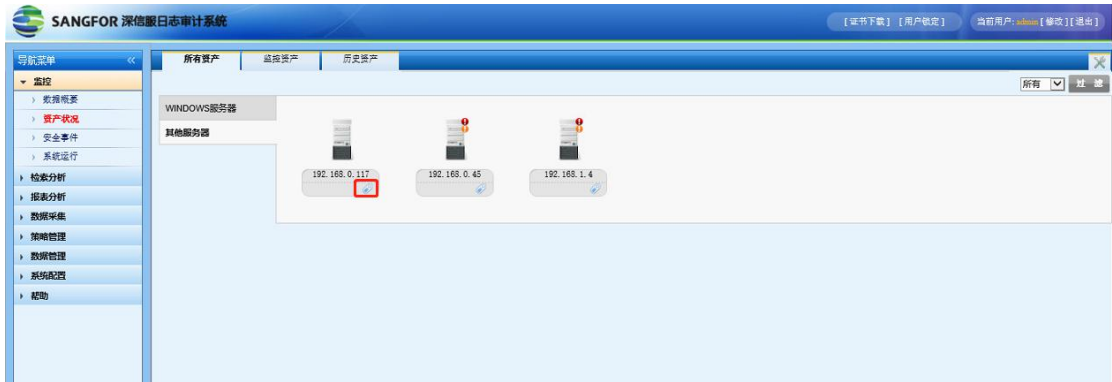 SANGFOR 深信服日志审计系统
[证书下载] [用户锁定] 当前用户:admin[修改][退出]
导航菜单 «
所有资产 监控资产 历史资产
监控
数据概要
资产状况
安全事件
系统运行
检索分析
报表分析
数据采集
策略管理
数据管理
系统配置
帮助
所有 过 滤
WINDOWS服务器
其他服务器
192.168.0.117 192.168.0.45 192.168.1.4